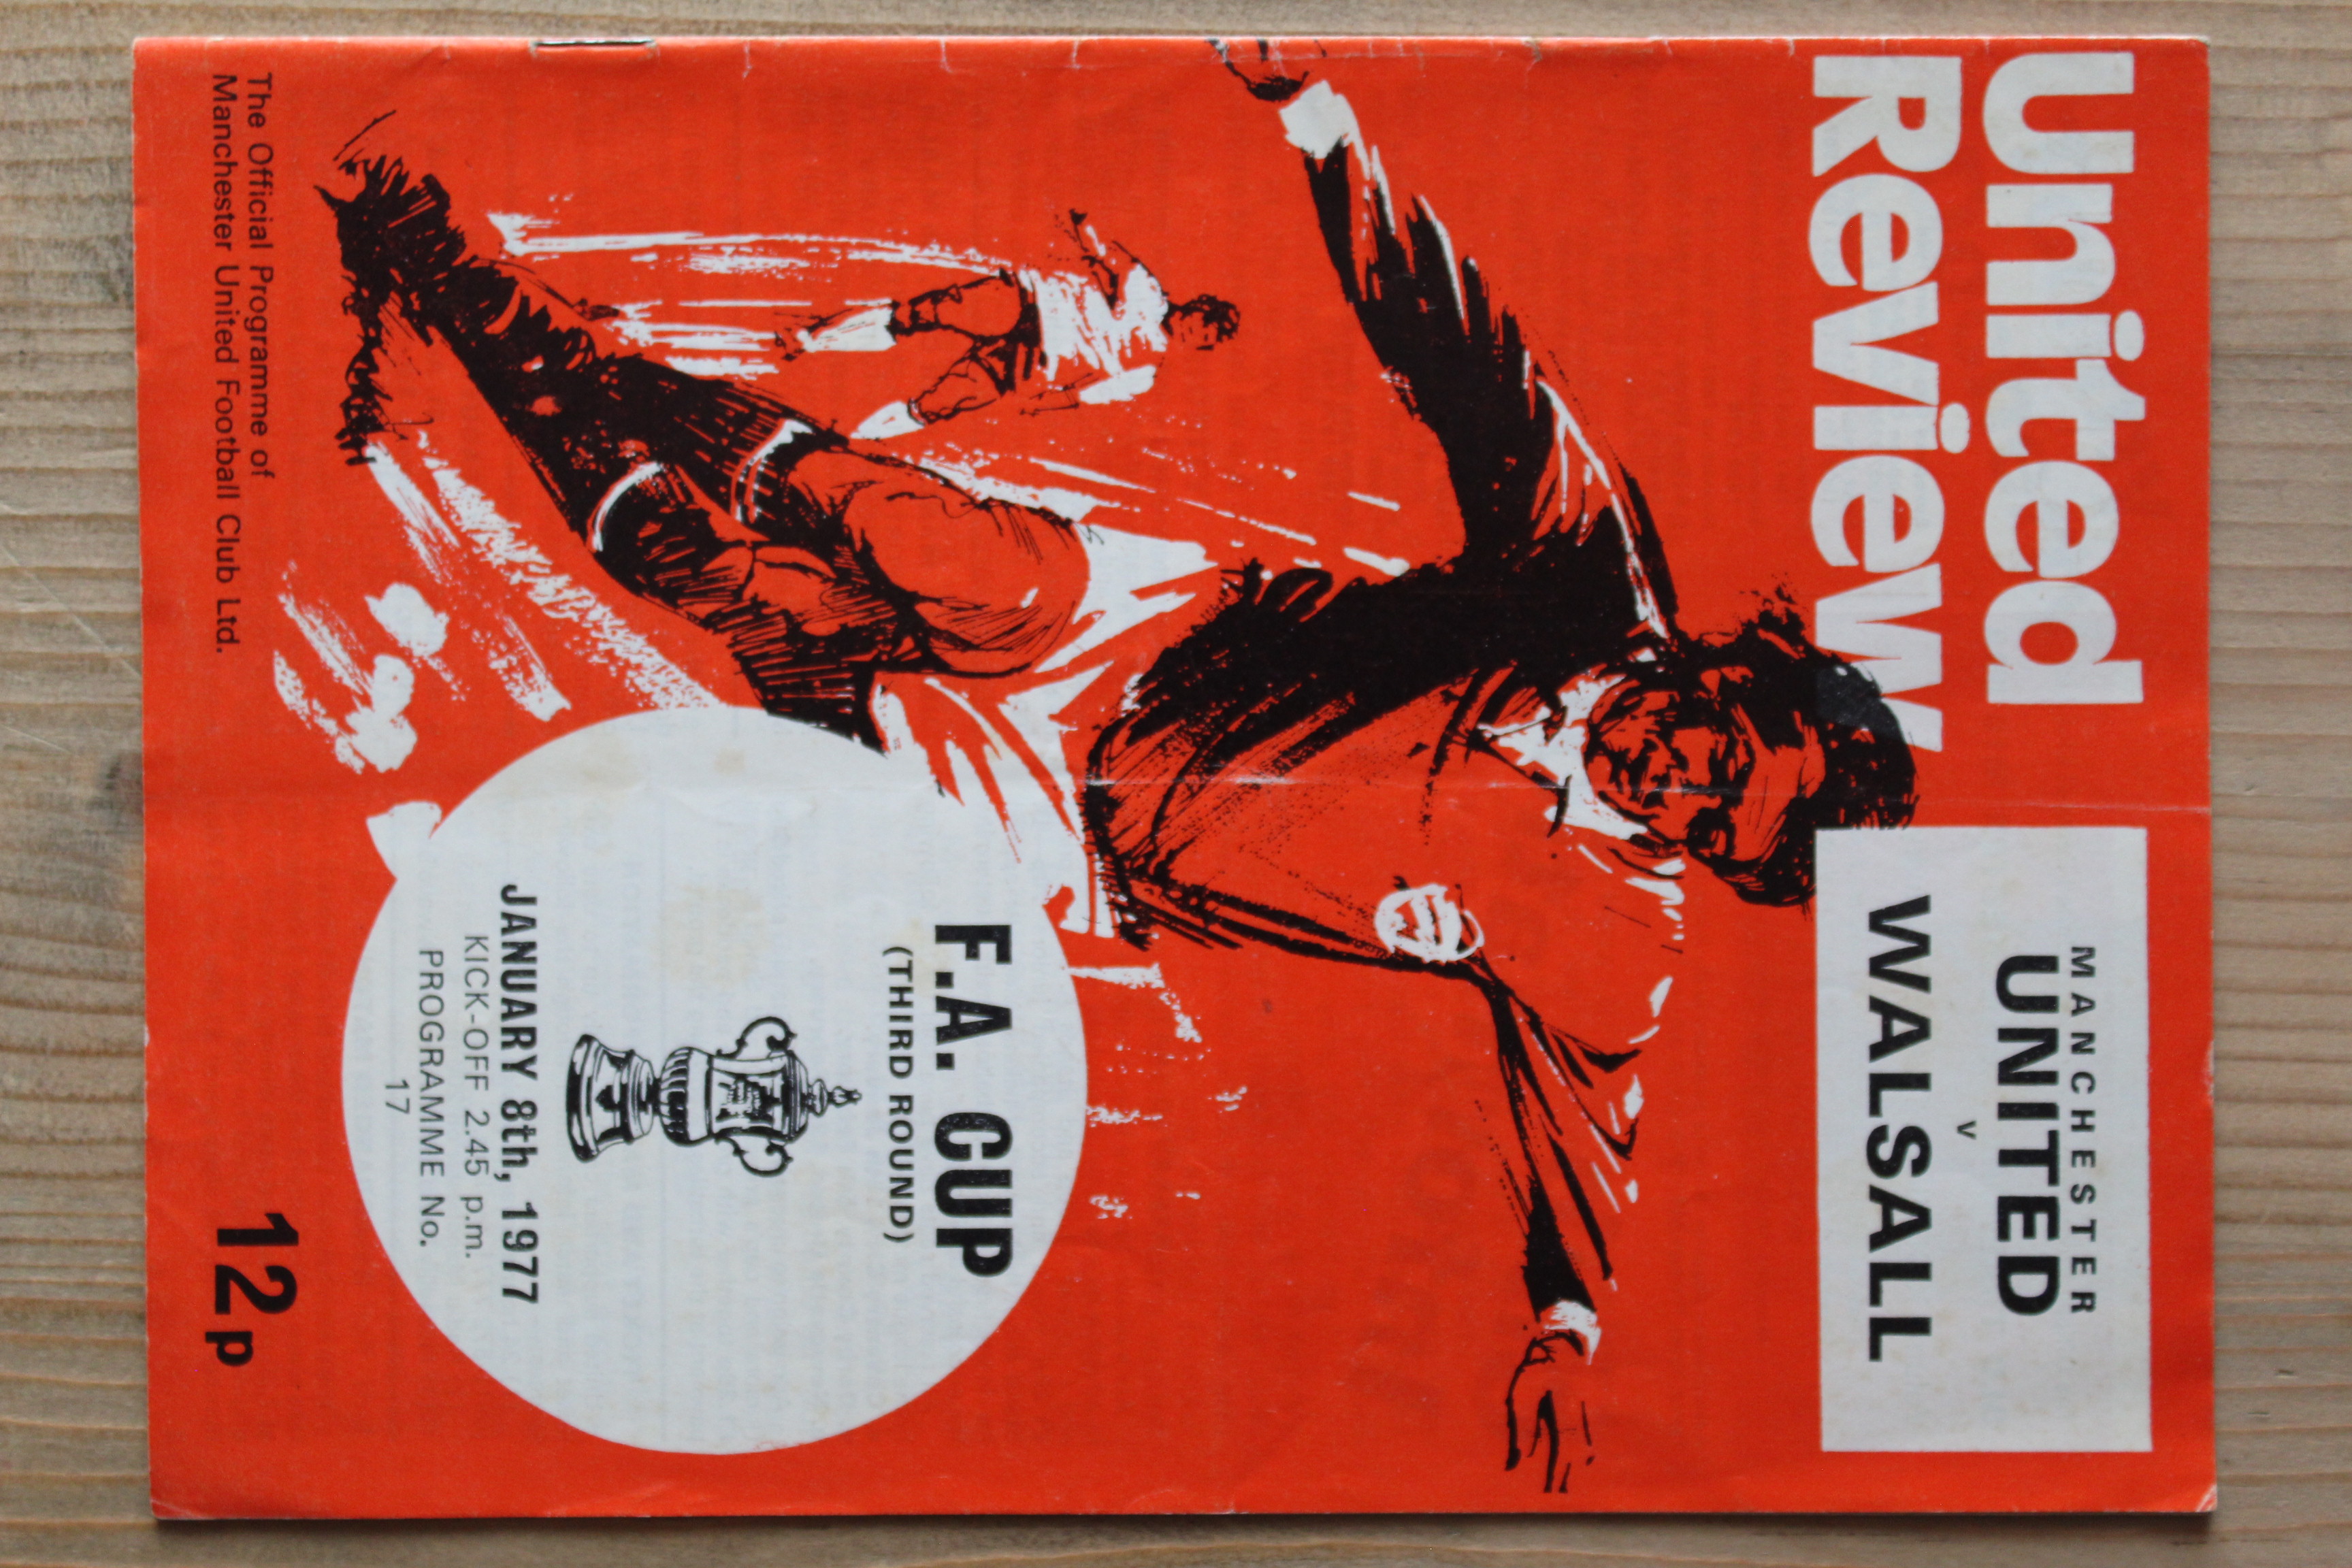 United
Review
MANCHESTER
UNITED
v
WALSALL
F.A. CUP
(THIRD ROUND)
JANUARY 8th, 1977
KICK-OFF 2.45 p.m.
PROGRAMME No.
17
The Official Programme of
Manchester United Football Club Ltd.
12p